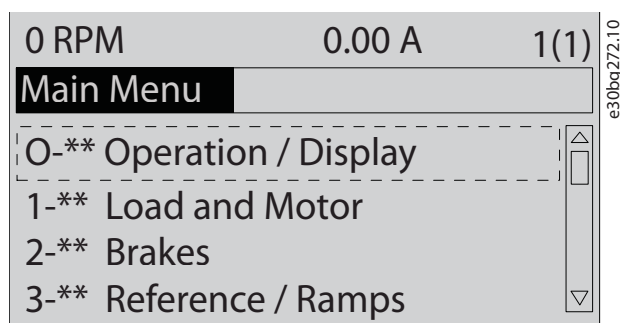 0 RPM 0.00 A 1(1)
Main Menu
O-** Operation / Display
1-** Load and Motor
2-** Brakes
3-** Reference / Ramps
e30bq272.10